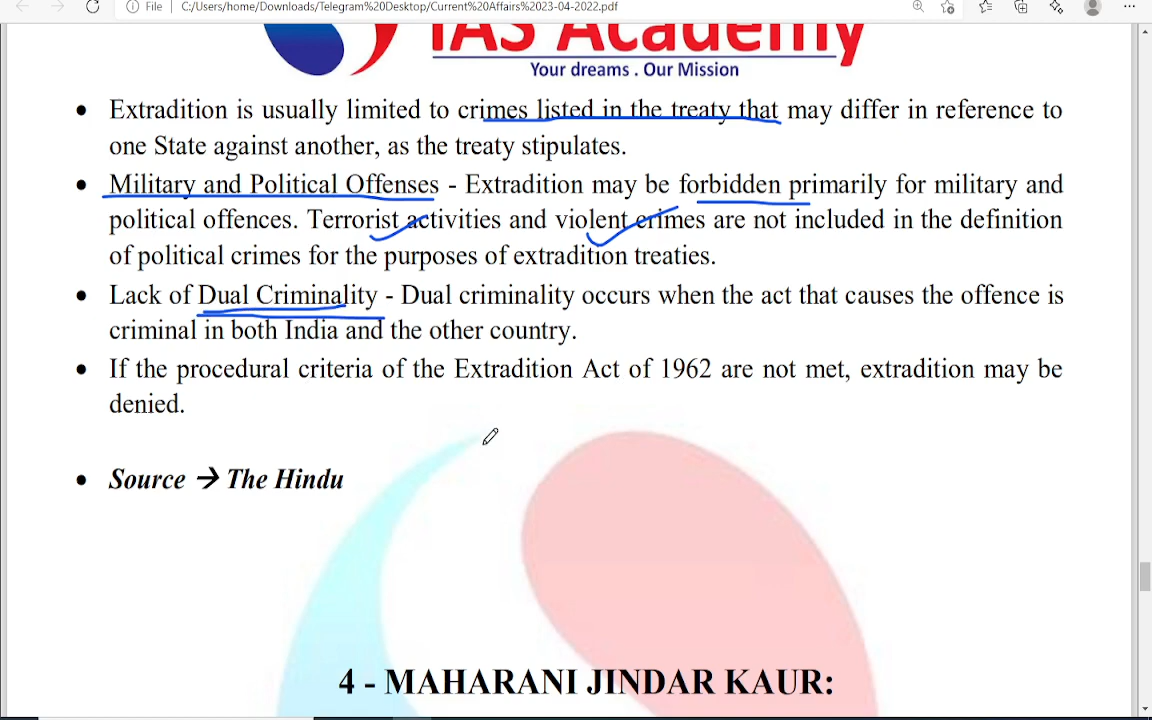 File
C:/Users/home/Downloads/Telegram%20Desktop/Current%20Affairs%2023-04-2022.pdf
IAS Academy
Your dreams . Our Mission
• Extradition is usually limited to crimes listed in the treaty that may differ in reference to
one State against another, as the treaty stipulates.
• Military and Political Offenses - Extradition may be forbidden primarily for military and
political offences. Terrorist activities and violent crimes are not included in the definition
of political crimes for the purposes of extradition treaties.
• Lack of Dual Criminality - Dual criminality occurs when the act that causes the offence is
criminal in both India and the other country.
• If the procedural criteria of the Extradition Act of 1962 are not met, extradition may be
denied.
• Source → The Hindu
4 - MAHARANI JINDAR KAUR: